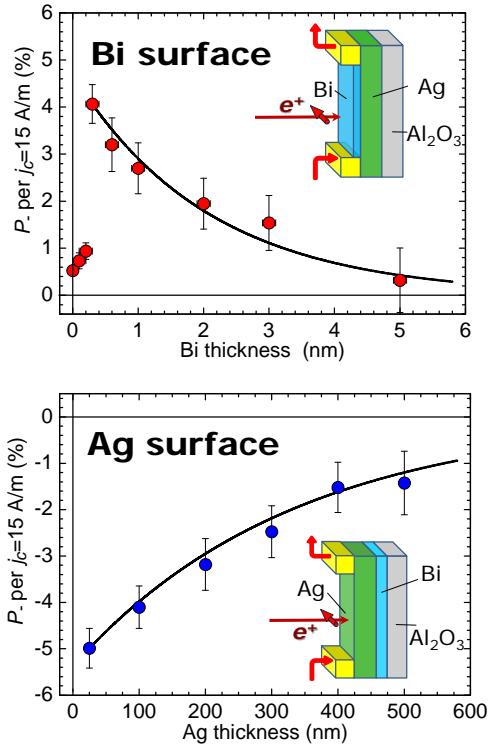 Bi surface
P- per jc=15 A/m (%)
6
5
4
3
2
1
0
0 1 2 3 4 5 6
Bi thickness (nm)
Bi
Ag
e+
Al2O3
Ag surface
P- per jc=15 A/m (%)
0
-1
-2
-3
-4
-5
-6
0 100 200 300 400 500 600
Ag thickness (nm)
Ag
Bi
e+
Al2O3